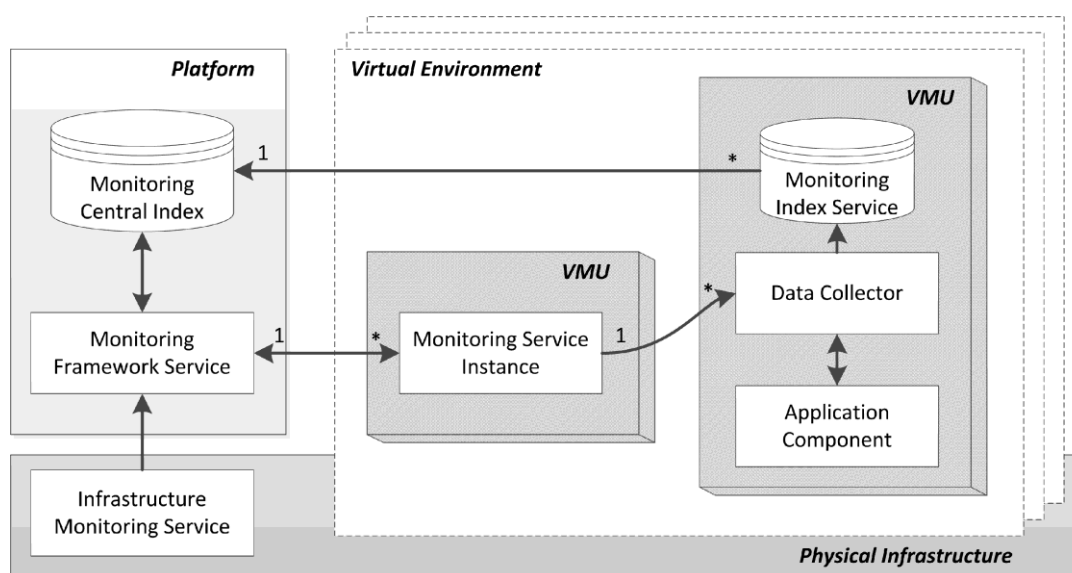 Platform
Virtual Environment
VMU
Monitoring
Central Index
1
*
Monitoring
Index Service
VMU
Data Collector
*
Monitoring
Framework Service
1
*
Monitoring Service
Instance
1
Application
Component
Infrastructure
Monitoring Service
Physical Infrastructure